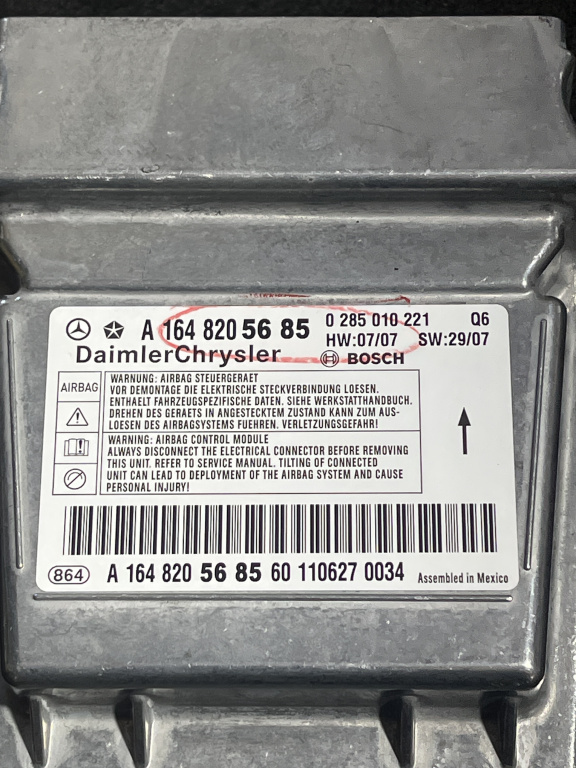 A 164 820 56 85 0 285 010 221 Q6
HW:07/07 SW:29/07
DaimlerChrysler BOSCH
AIRBAG
WARNUNG: AIRBAG STEUERGERAET
VOR DEMONTAGE DIE ELEKTRISCHE STECKVERBINDUNG LOESEN.
ENTHAELT FAHRZEUGSPEZIFISCHE DATEN. SIEHE WERKSTATTHANDBUCH.
DREHEN DES GERAETS IN ANGESTECKTEM ZUSTAND KANN ZUM AUS-
LOESEN DES AIRBAGSYSTEMS FUEHREN. VERLETZUNGSGEFAHR!
WARNING: AIRBAG CONTROL MODULE
ALWAYS DISCONNECT THE ELECTRICAL CONNECTOR BEFORE REMOVING
THIS UNIT. REFER TO SERVICE MANUAL. TILTING OF CONNECTED
UNIT CAN LEAD TO DEPLOYMENT OF THE AIRBAG SYSTEM AND CAUSE
PERSONAL INJURY!
864 A 164 820 56 85 60 110627 0034 Assembled in Mexico